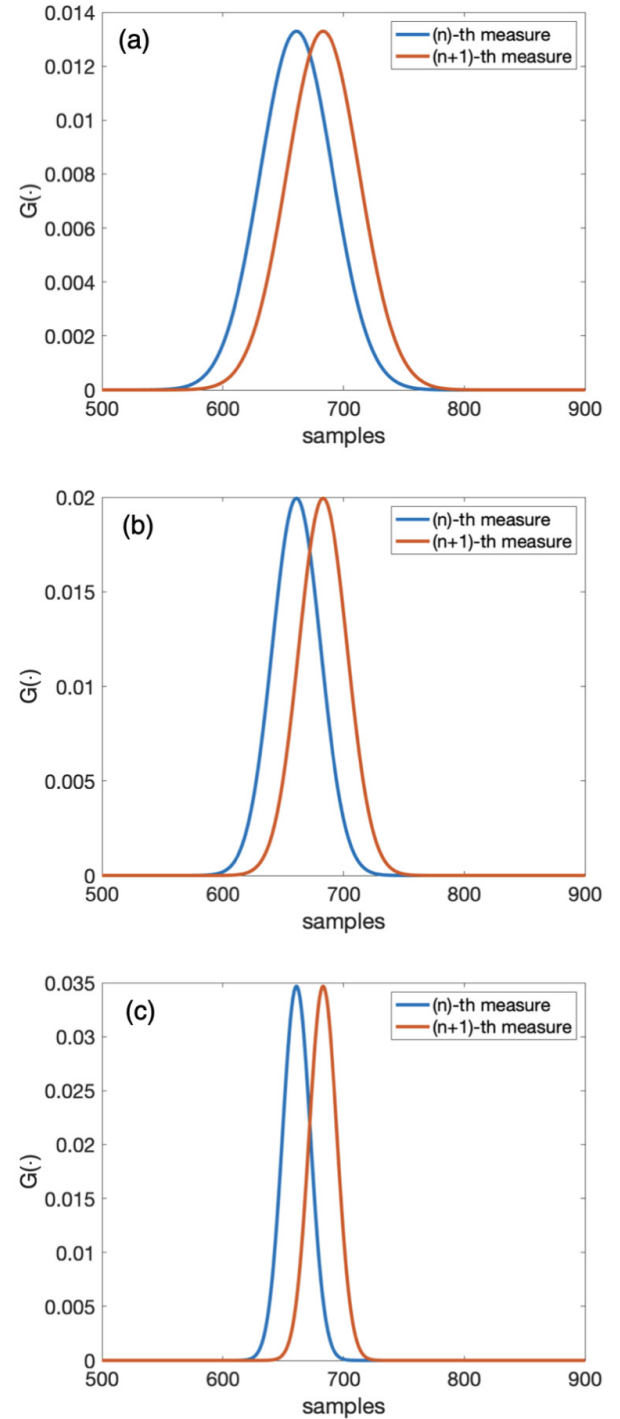 (a)
(n)-th measure
(n+1)-th measure
G(·)
0.014
0.012
0.01
0.008
0.006
0.004
0.002
0
500 600 700 800 900
samples
(b)
(n)-th measure
(n+1)-th measure
G(·)
0.02
0.015
0.01
0.005
0
500 600 700 800 900
samples
(c)
(n)-th measure
(n+1)-th measure
G(·)
0.035
0.03
0.025
0.02
0.015
0.01
0.005
0
500 600 700 800 900
samples